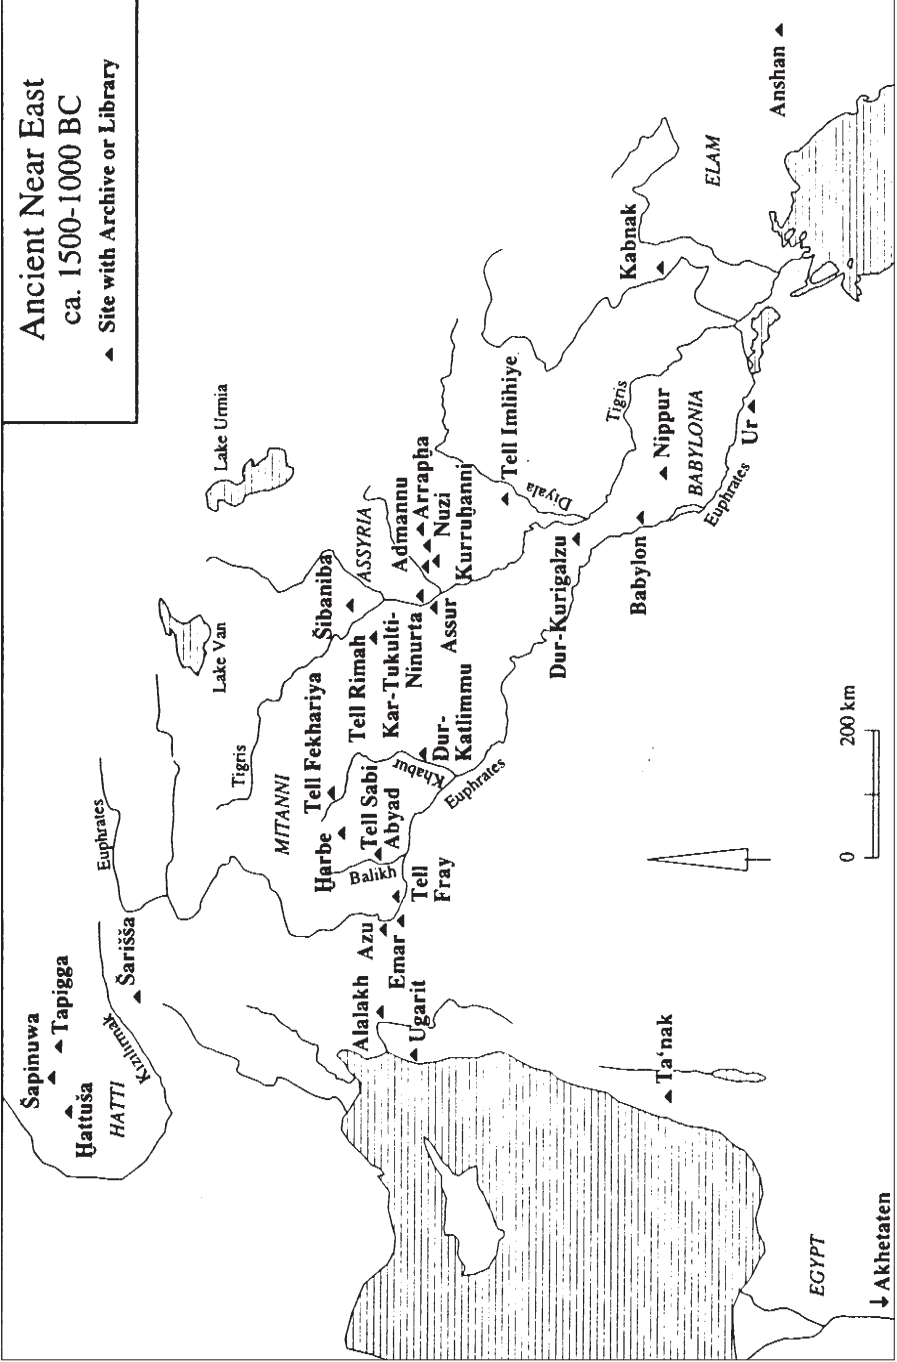 Ancient Near East
ca. 1500-1000 BC
▲ Site with Archive or Library
Šapinuwa
Tapigga
Ḫattuša
HATTI
Kızılırmak
Šarišša
Euphrates
Lake Van
Lake Urmia
Tigris
MITANNI
Tell Fekhariya
Ḫarbe
Tell Sabi
Abyad
Balikh
Khabur
Šibaniba
ASSYRIA
Tell Rimah
Kar-Tukulti-
Ninurta
Assur
Admannu
Arrapḫa
Nuzi
Kurruḫanni
Dur-
Katlimmu
Euphrates
Tell
Fray
Azu
Emar
Alalakh
Ugarit
Tell Imlihiye
Diyala
Tigris
Dur-Kurigalzu
Babylon
Nippur
BABYLONIA
Euphrates
Ur
Kabnak
ELAM
Anshan
Ta‘nak
0
200 km
EGYPT
↓ Akhetaten